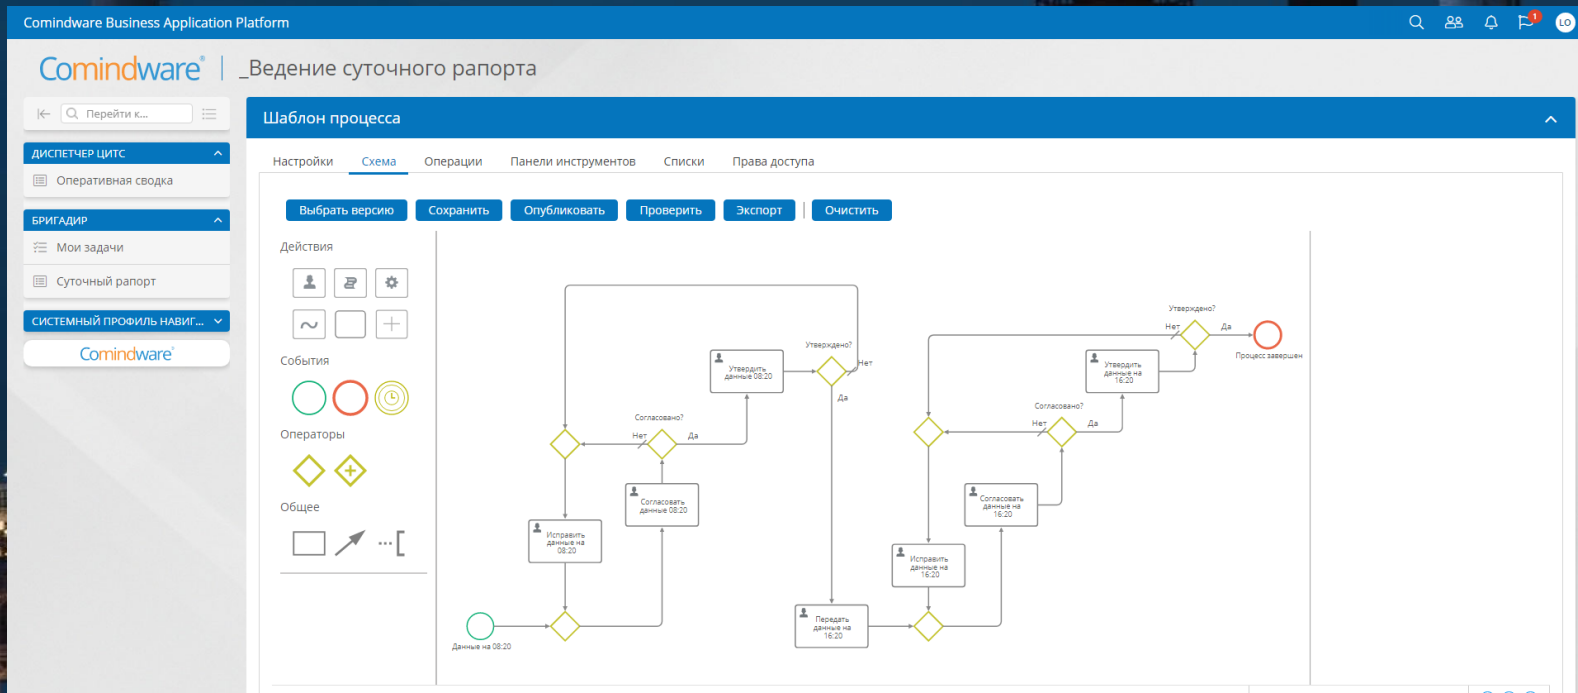 Comindware Business Application Platform
1
LO
Comindware®
_Ведение суточного рапорта
Перейти к...
ДИСПЕТЧЕР ЦИТС
Оперативная сводка
БРИГАДИР
Мои задачи
Суточный рапорт
СИСТЕМНЫЙ ПРОФИЛЬ НАВИГ...
Comindware®
Шаблон процесса
Настройки
Схема
Операции
Панели инструментов
Списки
Права доступа
Выбрать версию
Сохранить
Опубликовать
Проверить
Экспорт
Очистить
Действия
События
Операторы
Общее
Данные на 08:20
Исправить
данные на
08:20
Согласовать
данные 08:20
Согласовано?
Нет
Да
Утвердить
данные 08:20
Утверждено?
Нет
Да
Передать
данные на
16:20
Исправить
данные на
16:20
Согласовать
данные на
16:20
Согласовано?
Нет
Да
Утвердить
данные на
16:20
Утверждено?
Нет
Да
Процесс завершен